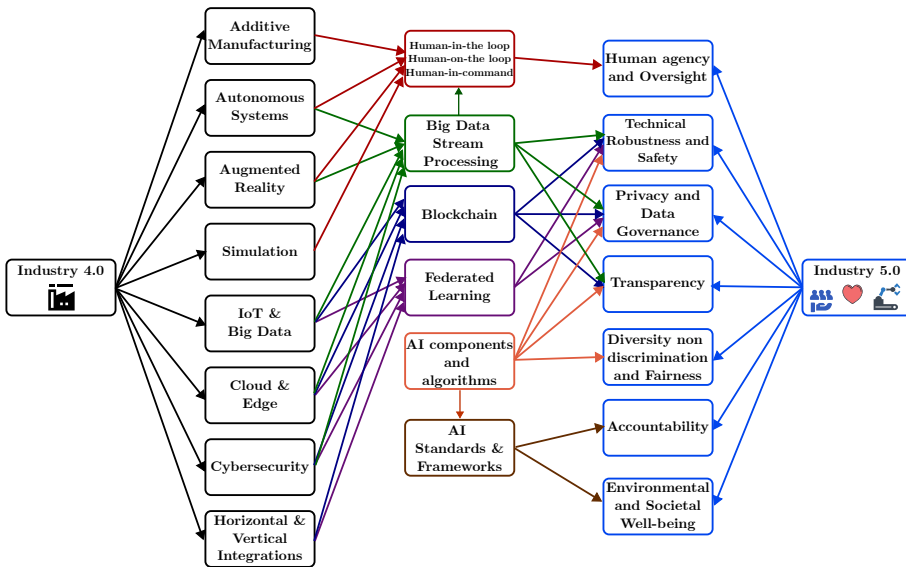 Industry 4.0
Additive
Manufacturing
Autonomous
Systems
Augmented
Reality
Simulation
IoT &
Big Data
Cloud &
Edge
Cybersecurity
Horizontal &
Vertical
Integrations
Human-in-the loop
Human-on-the loop
Human-in-command
Big Data
Stream
Processing
Blockchain
Federated
Learning
AI components
and
algorithms
AI
Standards &
Frameworks
Human agency
and Oversight
Technical
Robustness and
Safety
Privacy and
Data
Governance
Transparency
Diversity non
discrimination
and Fairness
Accountability
Environmental
and Societal
Well-being
Industry 5.0